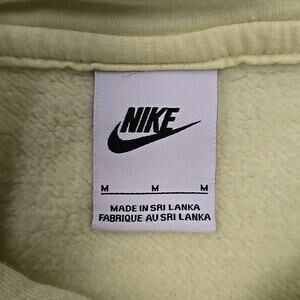 NIKE
M M M
MADE IN SRI LANKA
FABRIQUE AU SRI LANKA